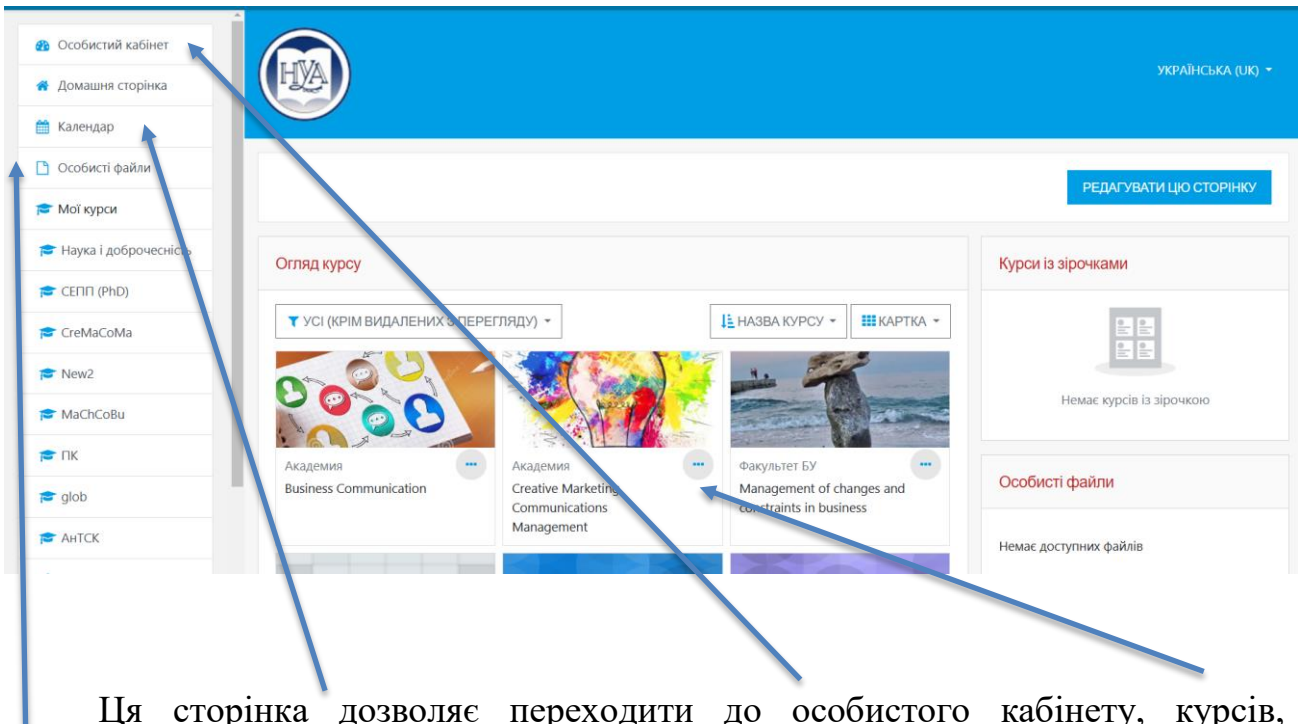 Особистий кабінет
Домашня сторінка
Календар
Особисті файли
Мої курси
Наука і доброчесність
СЕПП (PhD)
CreMaCoMa
New2
MaChCoBu
ПК
glob
АнТСК
НУА
УКРАЇНСЬКА (UK)
РЕДАГУВАТИ ЦЮ СТОРІНКУ
Огляд курсу
УСІ (КРІМ ВИДАЛЕНИХ З ПЕРЕГЛЯДУ)
НАЗВА КУРСУ
КАРТКА
Академия
Business Communication
Академия
Creative Marketing
Communications
Management
Факультет БУ
Management of changes and
constraints in business
Курси із зірочками
Немає курсів із зірочкою
Особисті файли
Немає доступних файлів
Ця сторінка дозволяє переходити до особистого кабінету, курсів,